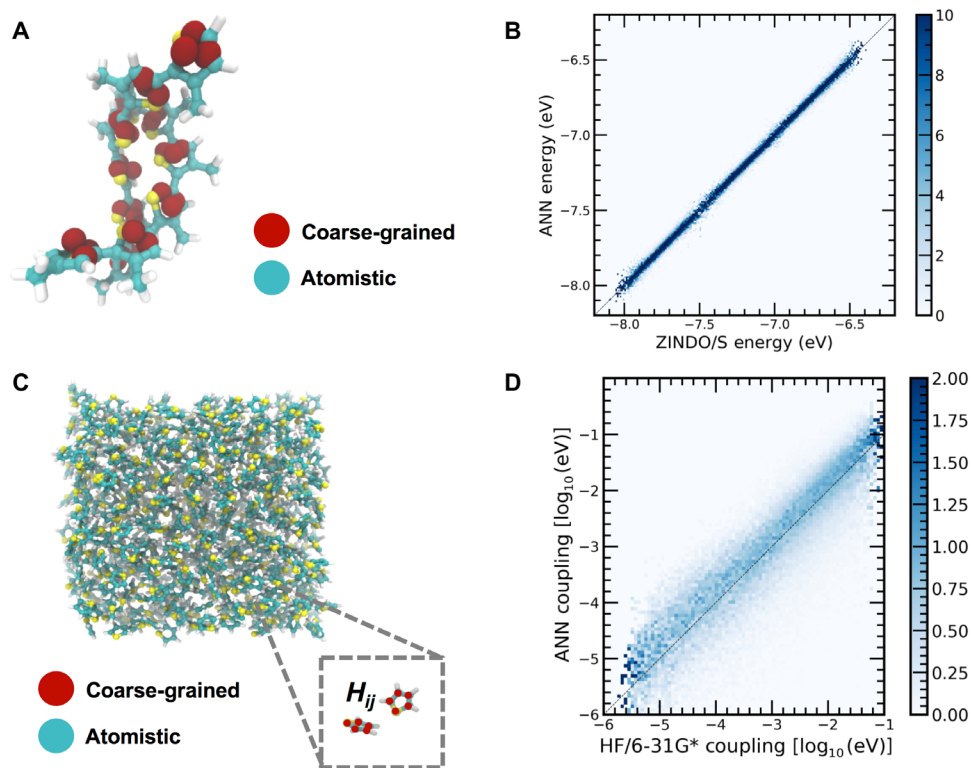 A
Coarse-grained
Atomistic
B
ANN energy (eV)
−6.5
−7.0
−7.5
−8.0
−8.0
−7.5
−7.0
−6.5
ZINDO/S energy (eV)
10
8
6
4
2
0
C
Coarse-grained
Atomistic
H_ij
D
ANN coupling [log₁₀(eV)]
−1
−2
−3
−4
−5
−6
−6
−5
−4
−3
−2
−1
HF/6-31G* coupling [log₁₀(eV)]
2.00
1.75
1.50
1.25
1.00
0.75
0.50
0.25
0.00